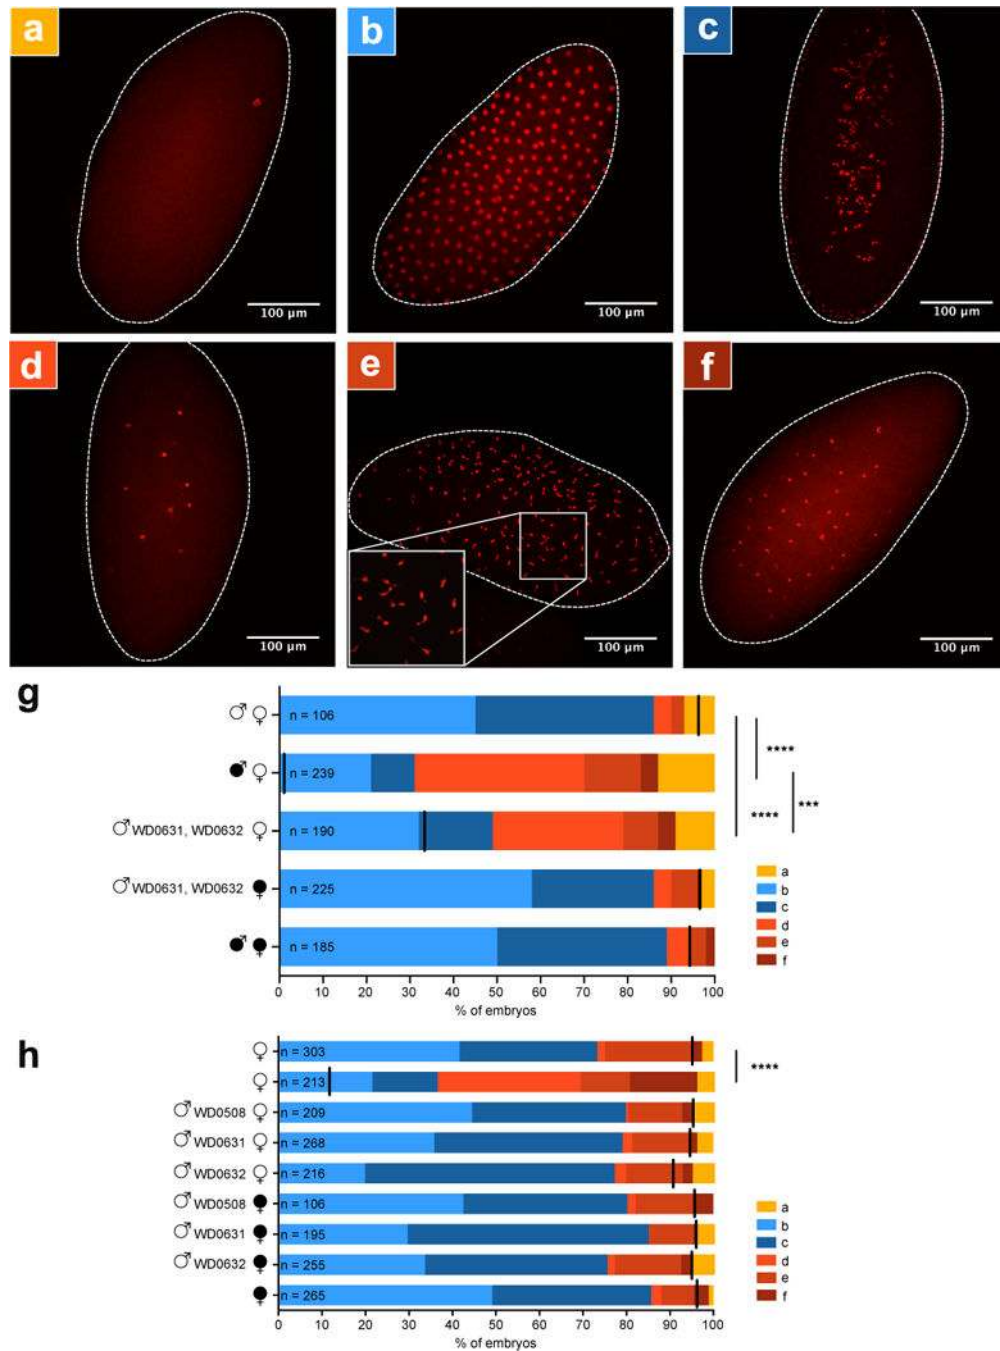 a
b
c
100 µm
100 µm
100 µm
d
e
f
100 µm
100 µm
100 µm
g
♂ ♀ n = 106
****
♂ ♀ n = 239
***
♂ WD0631, WD0632 ♀ n = 190
****
♂ WD0631, WD0632 ♀ n = 225
♂ ♀ n = 185
a
b
c
d
e
f
0 10 20 30 40 50 60 70 80 90 100
% of embryos
h
♀ n = 303
****
♀ n = 213
♂ WD0508 ♀ n = 209
♂ WD0631 ♀ n = 268
♂ WD0632 ♀ n = 216
♂ WD0508 ♀ n = 106
♂ WD0631 ♀ n = 195
♂ WD0632 ♀ n = 255
♀ n = 265
a
b
c
d
e
f
0 10 20 30 40 50 60 70 80 90 100
% of embryos